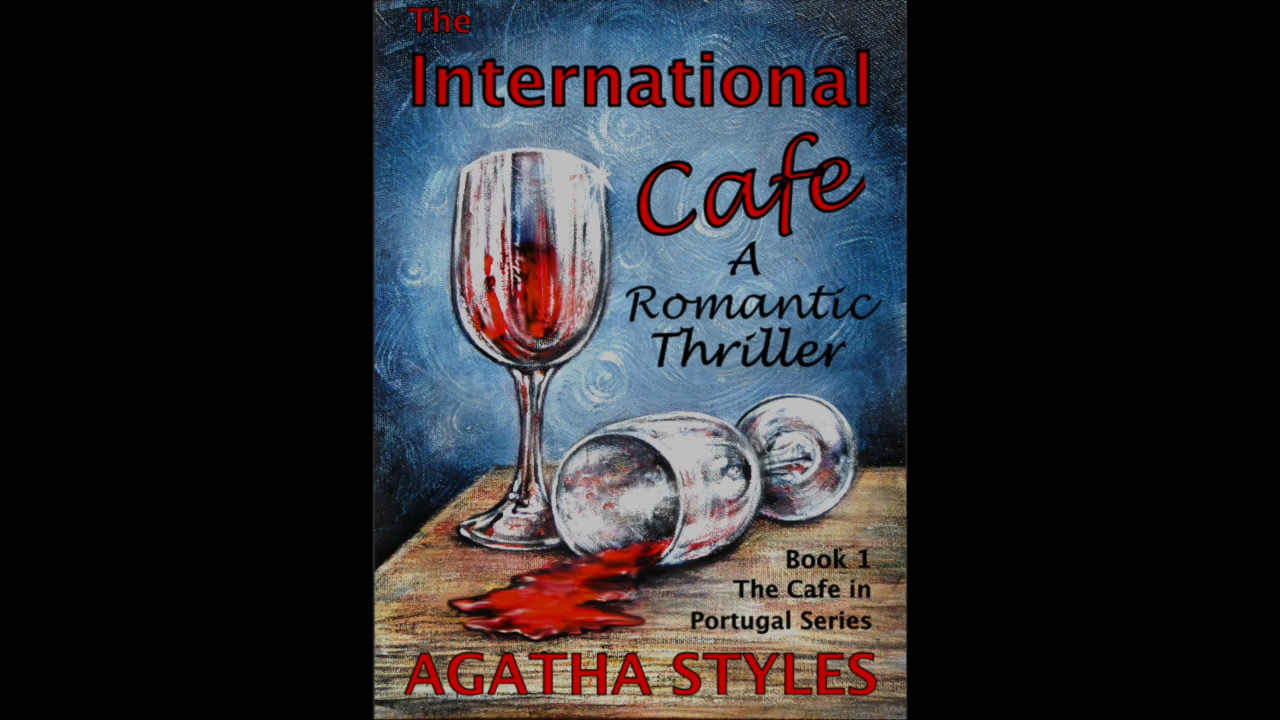 The
International
Cafe
A
Romantic
Thriller
Book 1
The Cafe in
Portugal Series
AGATHA STYLES